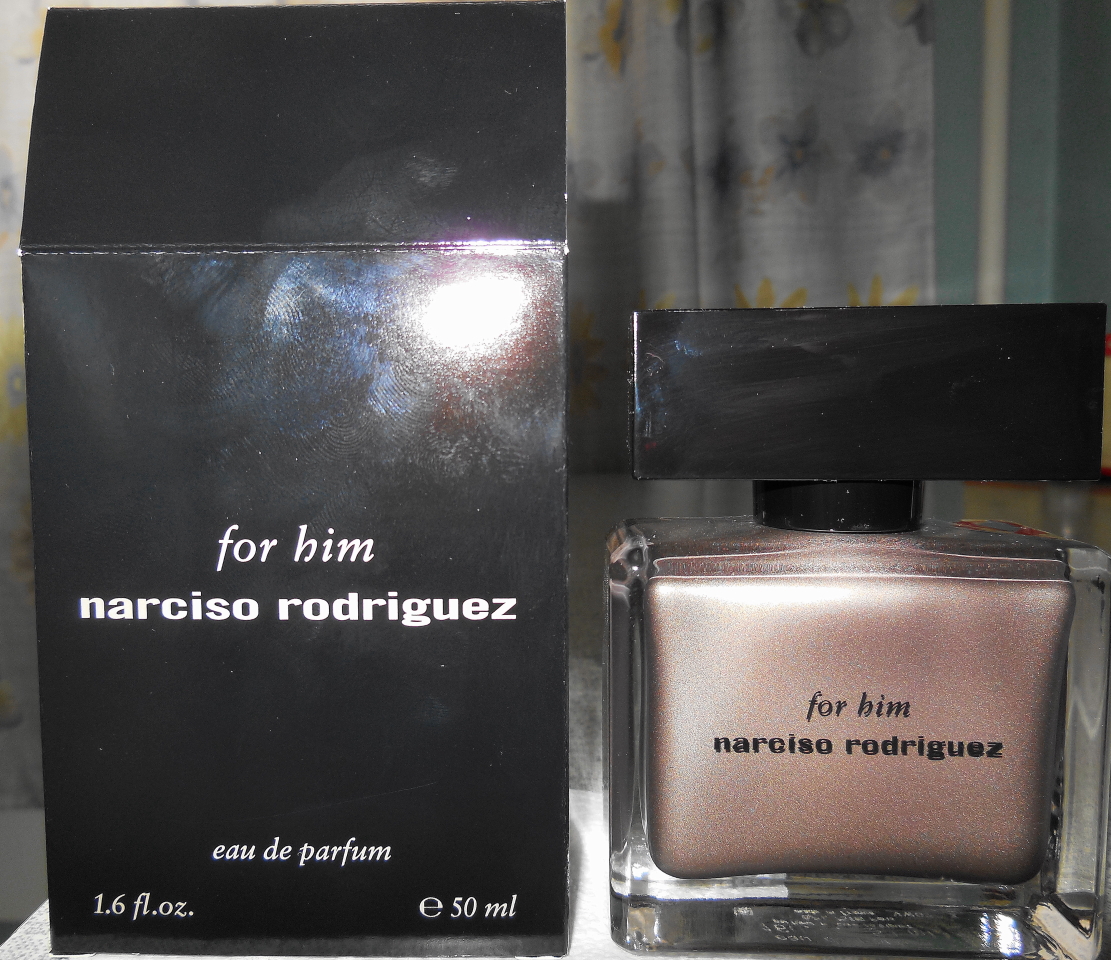 for him
narciso rodriguez
eau de parfum
1.6 fl.oz. ℮ 50 ml
for him
narciso rodriguez